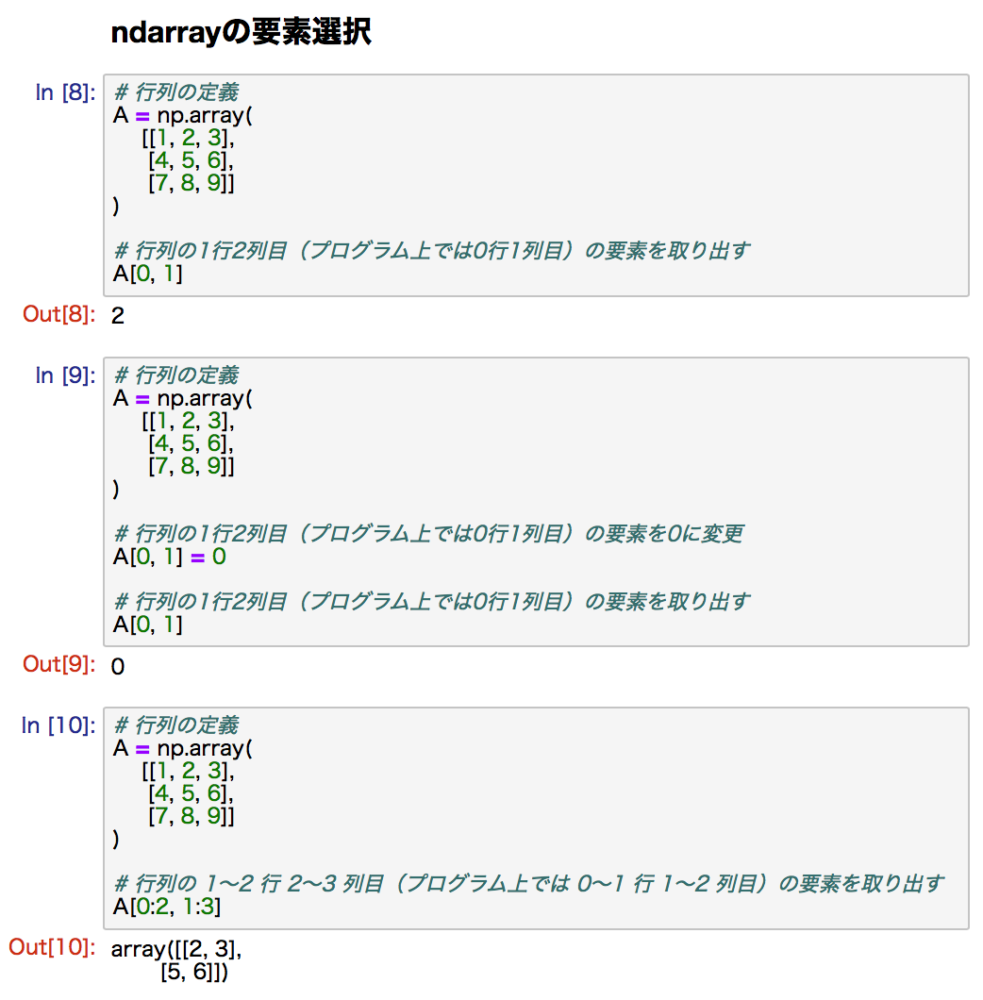 ndarrayの要素選択
In [8]:
# 行列の定義
A = np.array(
[[1, 2, 3],
[4, 5, 6],
[7, 8, 9]]
)
# 行列の1行2列目（プログラム上では0行1列目）の要素を取り出す
A[0, 1]
Out[8]:
2
In [9]:
# 行列の定義
A = np.array(
[[1, 2, 3],
[4, 5, 6],
[7, 8, 9]]
)
# 行列の1行2列目（プログラム上では0行1列目）の要素を0に変更
A[0, 1] = 0
# 行列の1行2列目（プログラム上では0行1列目）の要素を取り出す
A[0, 1]
Out[9]:
0
In [10]:
# 行列の定義
A = np.array(
[[1, 2, 3],
[4, 5, 6],
[7, 8, 9]]
)
# 行列の 1〜2 行 2〜3 列目（プログラム上では 0〜1 行 1〜2 列目）の要素を取り出す
A[0:2, 1:3]
Out[10]:
array([[2, 3],
[5, 6]])